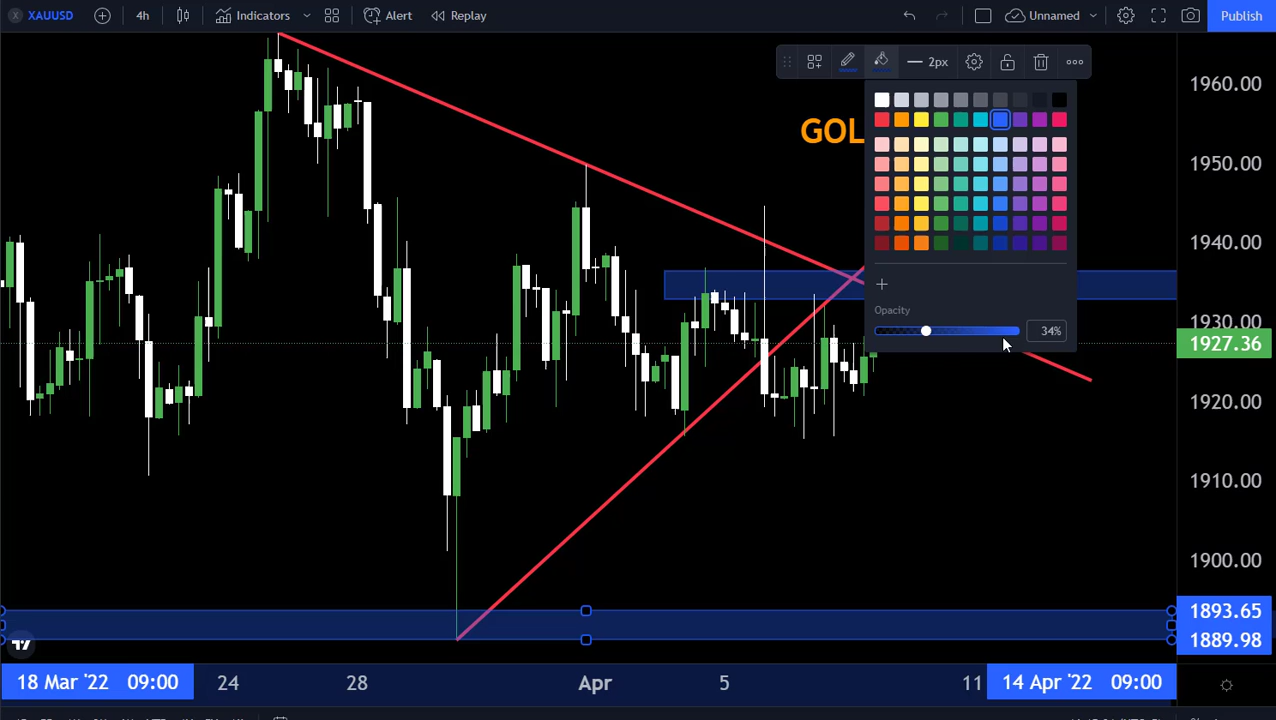 XAUUSD 4h Indicators Alert Replay Unnamed Publish
2px
GOL
1960.00
1950.00
1940.00
1930.00
Opacity
34%
1927.36
1920.00
1910.00
1900.00
1893.65
1889.98
18 Mar '22 09:00 24 28 Apr 5 11 14 Apr '22 09:00